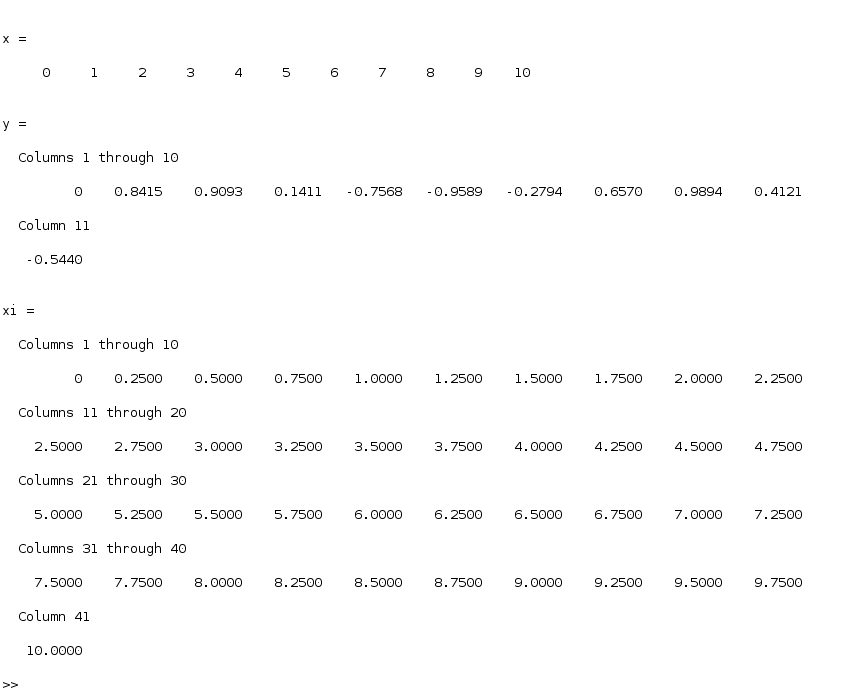 x =
0 1 2 3 4 5 6 7 8 9 10
y =
Columns 1 through 10
0 0.8415 0.9093 0.1411 -0.7568 -0.9589 -0.2794 0.6570 0.9894 0.4121
Column 11
-0.5440
xi =
Columns 1 through 10
0 0.2500 0.5000 0.7500 1.0000 1.2500 1.5000 1.7500 2.0000 2.2500
Columns 11 through 20
2.5000 2.7500 3.0000 3.2500 3.5000 3.7500 4.0000 4.2500 4.5000 4.7500
Columns 21 through 30
5.0000 5.2500 5.5000 5.7500 6.0000 6.2500 6.5000 6.7500 7.0000 7.2500
Columns 31 through 40
7.5000 7.7500 8.0000 8.2500 8.5000 8.7500 9.0000 9.2500 9.5000 9.7500
Column 41
10.0000
>>